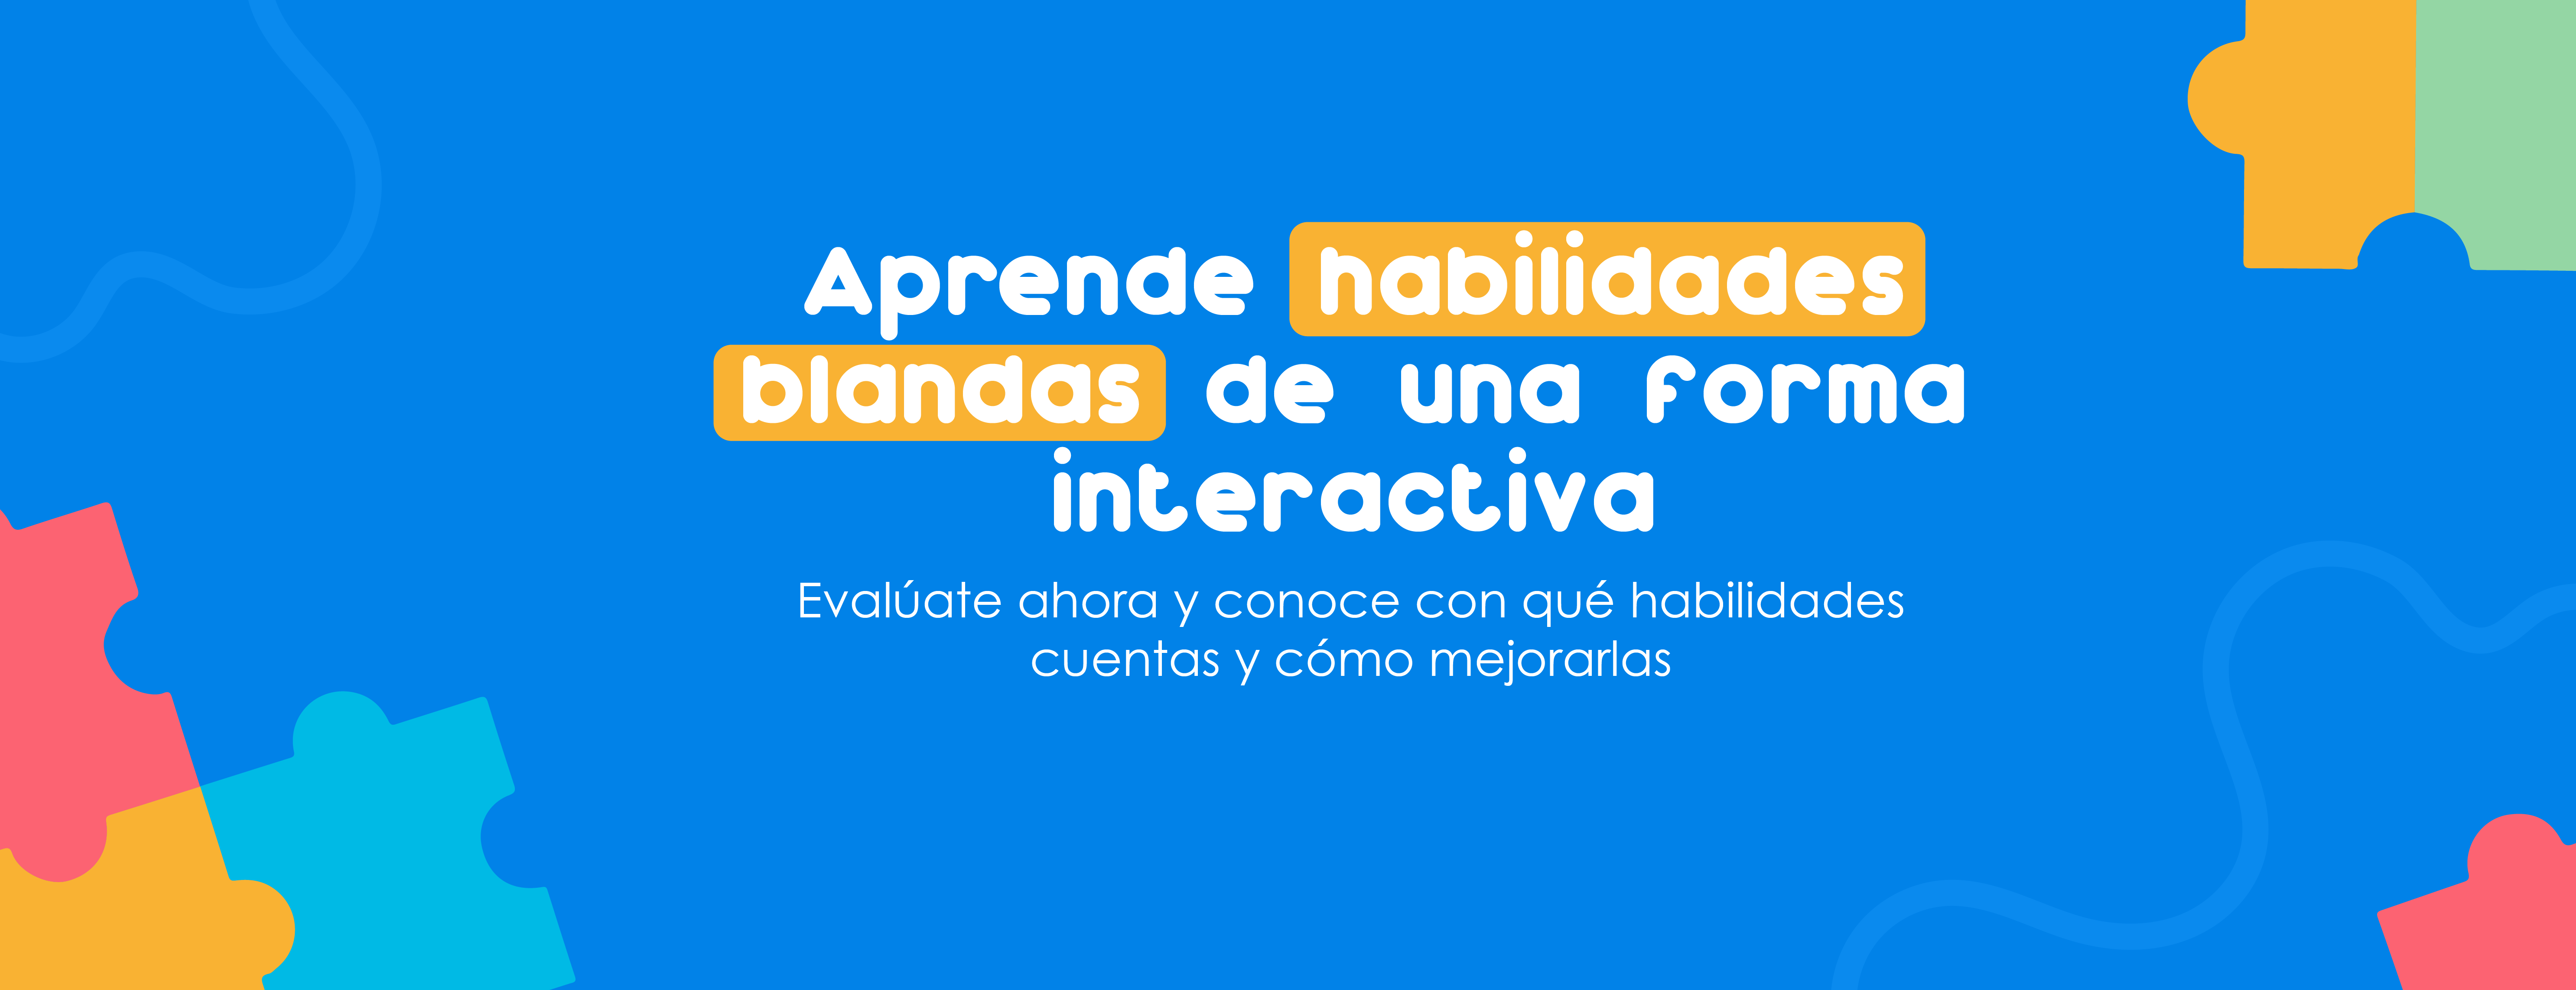 Aprende habilidades
blandas de una forma
interactiva
Evalúate ahora y conoce con qué habilidades
cuentas y cómo mejorarlas